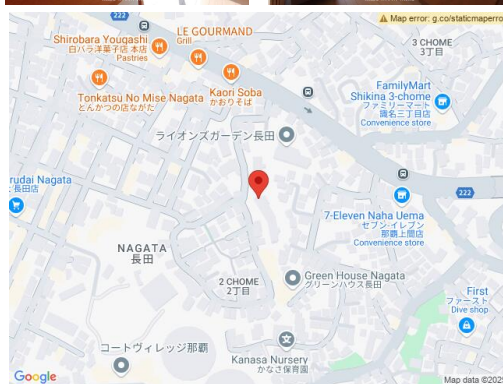 222
Map error: g.co/staticmaperro
Shirobara Yougashi
白バラ洋菓子店 本店
Pastries
LE GOURMAND
Grill
3 CHOME
3丁目
Tonkatsu No Mise Nagata
とんかつの店ながた
Kaori Soba
かおりそば
FamilyMart
Shikina 3-chome
ファミリーマート
識名三丁目店
Convenience store
ライオンズガーデン長田
rudai Nagata
長田店
222
7-Eleven Naha Uema
セブン-イレブン
那覇上間店
Convenience store
NAGATA
長田
2 CHOME
2丁目
Green House Nagata
グリーンハウス長田
First
ファースト
Dive shop
コートヴィレッジ那覇
Kanasa Nursery
かなさ保育園
Google
Map data ©202